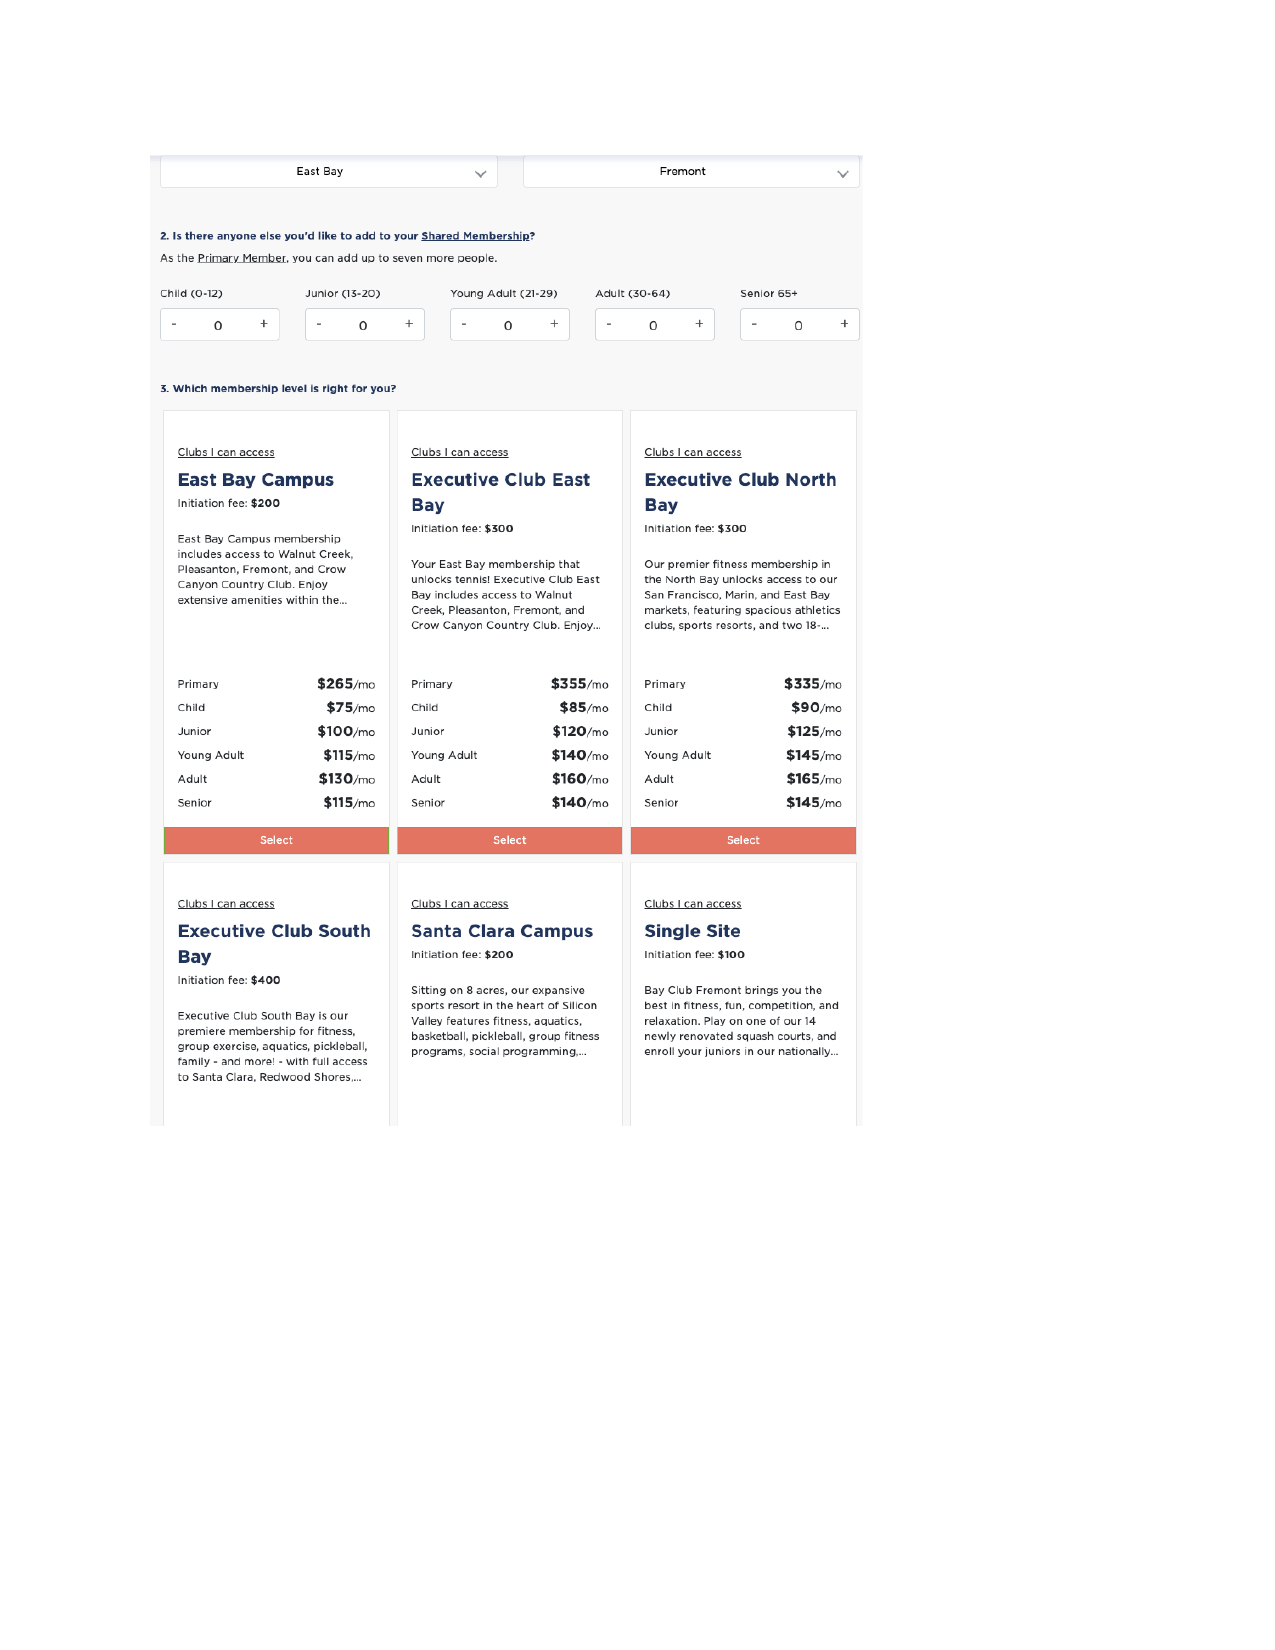 East Bay
Fremont
2. Is there anyone else you'd like to add to your Shared Membership?
As the Primary Member, you can add up to seven more people.
Child (0-12)
Junior (13-20)
Young Adult (21-29)
Adult (30-64)
Senior 65+
- 0 +
- 0 +
- 0 +
- 0 +
- 0 +
3. Which membership level is right for you?
Clubs I can access
East Bay Campus
Initiation fee: $200
East Bay Campus membership
includes access to Walnut Creek,
Pleasanton, Fremont, and Crow
Canyon Country Club. Enjoy
extensive amenities within the...
Primary $265/mo
Child $75/mo
Junior $100/mo
Young Adult $115/mo
Adult $130/mo
Senior $115/mo
Select
Clubs I can access
Executive Club East
Bay
Initiation fee: $300
Your East Bay membership that
unlocks tennis! Executive Club East
Bay includes access to Walnut
Creek, Pleasanton, Fremont, and
Crow Canyon Country Club. Enjoy...
Primary $355/mo
Child $85/mo
Junior $120/mo
Young Adult $140/mo
Adult $160/mo
Senior $140/mo
Select
Clubs I can access
Executive Club North
Bay
Initiation fee: $300
Our premier fitness membership in
the North Bay unlocks access to our
San Francisco, Marin, and East Bay
markets, featuring spacious athletics
clubs, sports resorts, and two 18-...
Primary $335/mo
Child $90/mo
Junior $125/mo
Young Adult $145/mo
Adult $165/mo
Senior $145/mo
Select
Clubs I can access
Executive Club South
Bay
Initiation fee: $400
Executive Club South Bay is our
premiere membership for fitness,
group exercise, aquatics, pickleball,
family - and more! - with full access
to Santa Clara, Redwood Shores,...
Clubs I can access
Santa Clara Campus
Initiation fee: $200
Sitting on 8 acres, our expansive
sports resort in the heart of Silicon
Valley features fitness, aquatics,
basketball, pickleball, group fitness
programs, social programming,...
Clubs I can access
Single Site
Initiation fee: $100
Bay Club Fremont brings you the
best in fitness, fun, competition, and
relaxation. Play on one of our 14
newly renovated squash courts, and
enroll your juniors in our nationally...